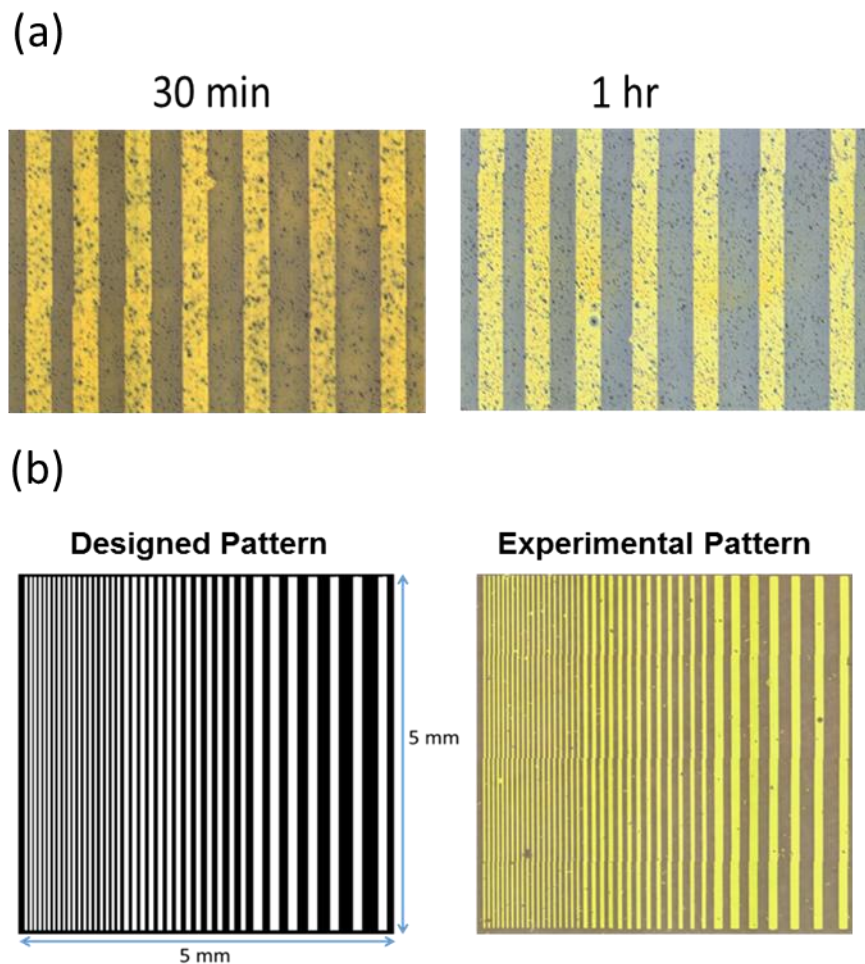 (a)
30 min
1 hr
(b)
Designed Pattern
Experimental Pattern
5 mm
5 mm